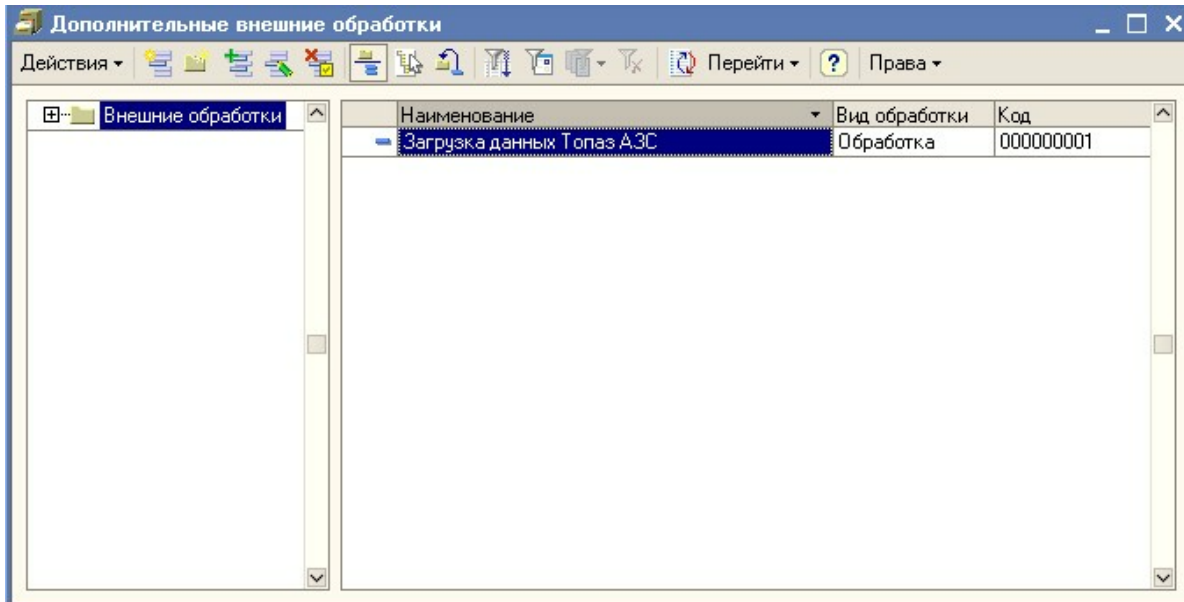 Дополнительные внешние обработки
Действия Перейти ? Права
Внешние обработки
Наименование Вид обработки Код
Загрузка данных Топаз АЗС Обработка 000000001